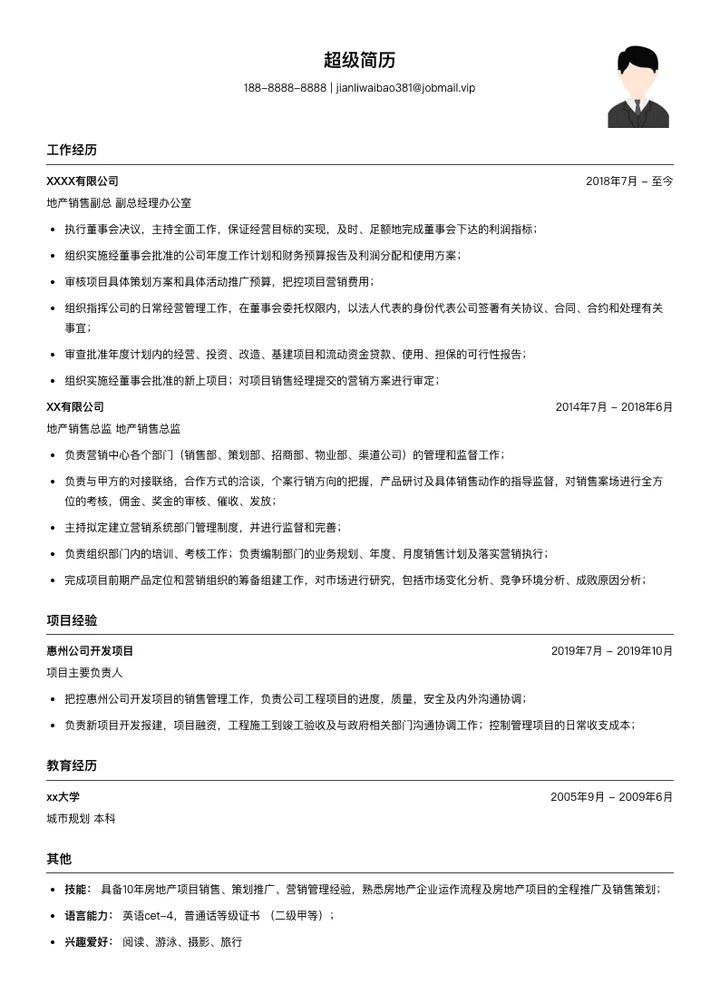 超级简历
188-8888-8888 | jianliwaibao381@jobmail.vip
工作经历
XXXX有限公司 2018年7月 – 至今
地产销售副总 副总经理办公室
• 执行董事会决议，主持全面工作，保证经营目标的实现，及时、足额地完成董事会下达的利润指标；
• 组织实施经董事会批准的公司年度工作计划和财务预算报告及利润分配和使用方案；
• 审核项目具体策划方案和具体活动推广预算，把控项目营销费用；
• 组织指挥公司的日常经营管理工作，在董事会委托权限内，以法人代表的身份代表公司签署有关协议、合同、合约和处理有关
事宜；
• 审查批准年度计划内的经营、投资、改造、基建项目和流动资金贷款、使用、担保的可行性报告；
• 组织实施经董事会批准的新上项目；对项目销售经理提交的营销方案进行审定；
XX有限公司 2014年7月 – 2018年6月
地产销售总监 地产销售总监
• 负责营销中心各个部门（销售部、策划部、招商部、物业部、渠道公司）的管理和监督工作；
• 负责与甲方的对接联络，合作方式的洽谈，个案行销方向的把握，产品研讨及具体销售动作的指导监督，对销售案场进行全方
位的考核，佣金、奖金的审核、催收、发放；
• 主持拟定建立营销系统部门管理制度，并进行监督和完善；
• 负责组织部门内的培训、考核工作；负责编制部门的业务规划、年度、月度销售计划及落实营销执行；
• 完成项目前期产品定位和营销组织的筹备组建工作，对市场进行研究，包括市场变化分析、竞争环境分析、成败原因分析；
项目经验
惠州公司开发项目 2019年7月 – 2019年10月
项目主要负责人
• 把控惠州公司开发项目的销售管理工作，负责公司工程项目的进度，质量，安全及内外沟通协调；
• 负责新项目开发报建，项目融资，工程施工到竣工验收及与政府相关部门沟通协调工作；控制管理项目的日常收支成本；
教育经历
xx大学 2005年9月 – 2009年6月
城市规划 本科
其他
• 技能： 具备10年房地产项目销售、策划推广、营销管理经验，熟悉房地产企业运作流程及房地产项目的全程推广及销售策划；
• 语言能力： 英语cet-4，普通话等级证书 （二级甲等）；
• 兴趣爱好： 阅读、游泳、摄影、旅行